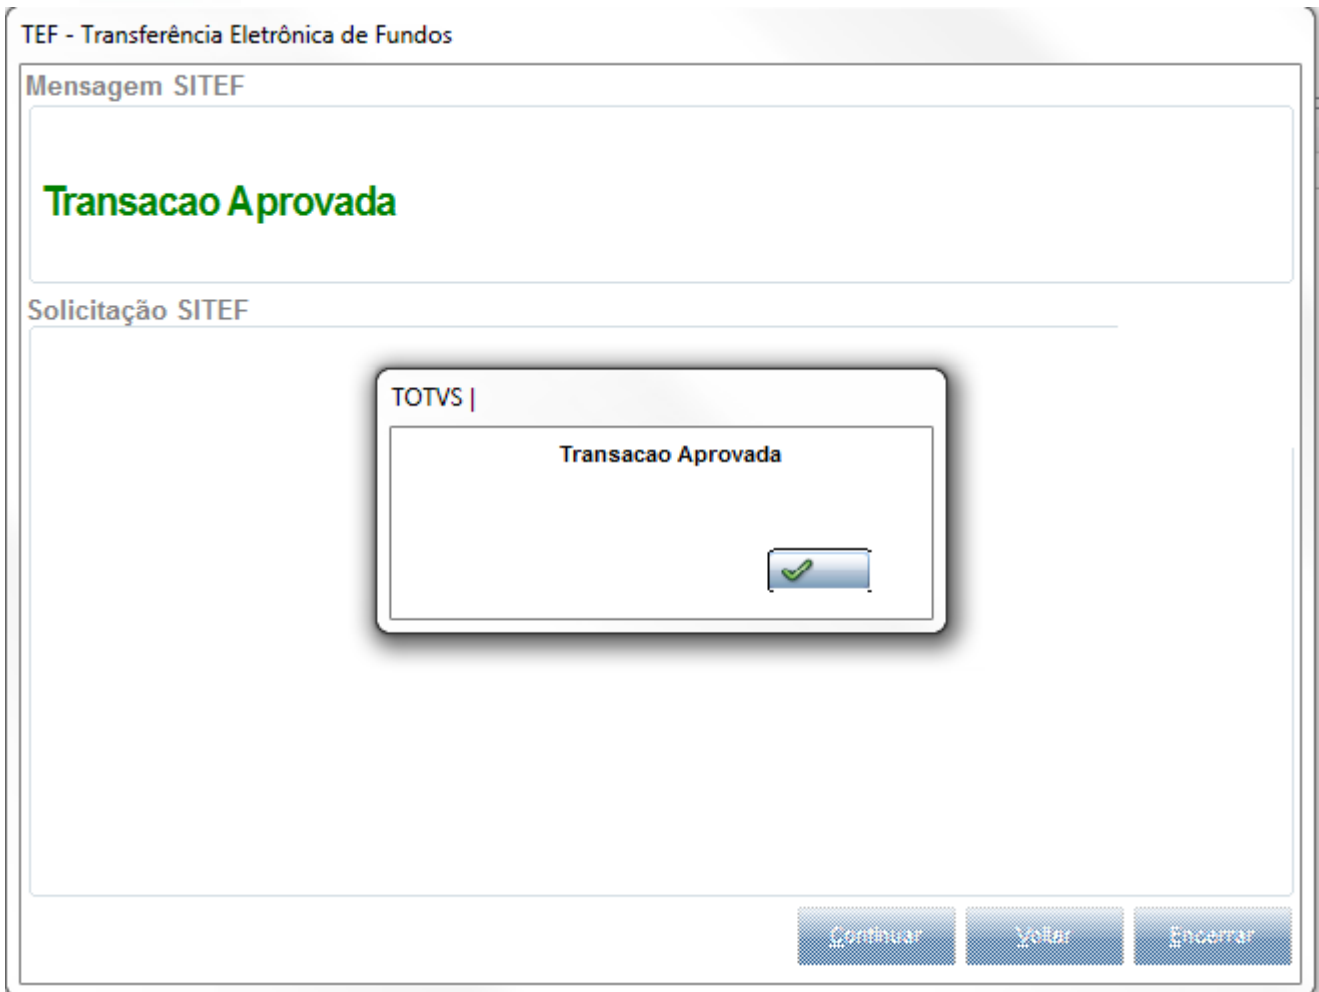 TEF - Transferência Eletrônica de Fundos
Mensagem SITEF
Transacao Aprovada
Solicitação SITEF
TOTVS |
Transacao Aprovada
Continuar
Voltar
Encerrar